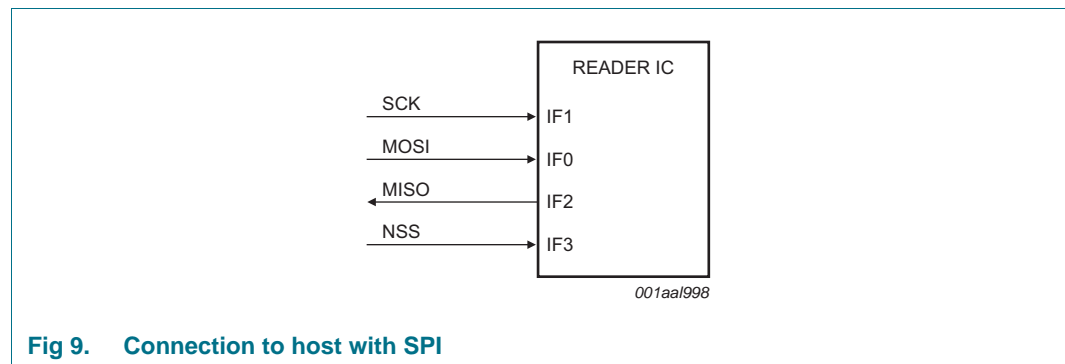 READER IC
SCK
IF1
MOSI
IF0
MISO
IF2
NSS
IF3
001aal998
Fig 9. Connection to host with SPI